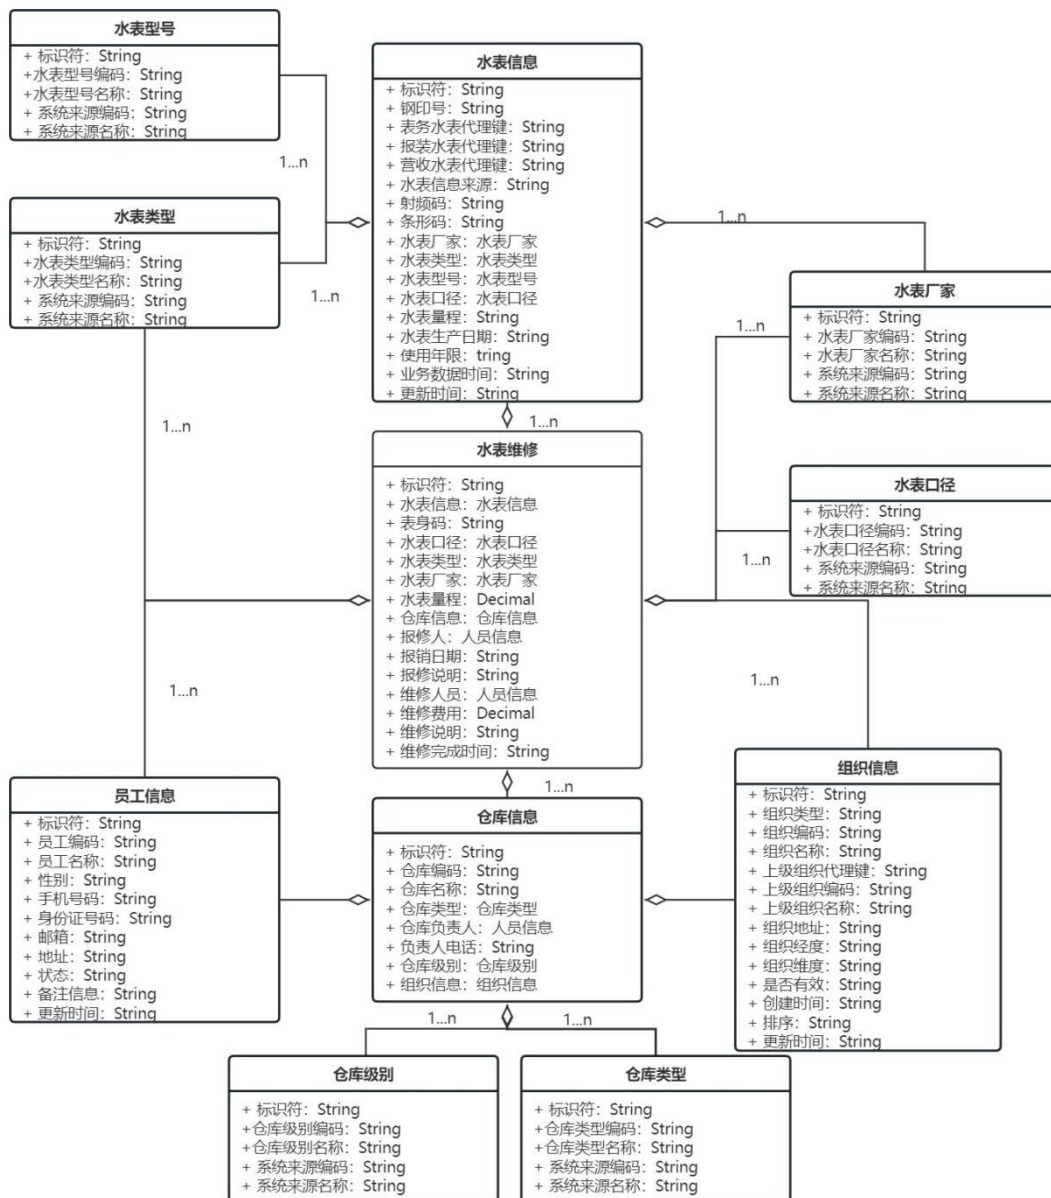 水表型号
+ 标识符：String
+水表型号编码：String
+水表型号名称：String
+ 系统来源编码：String
+ 系统来源名称：String
1...n
水表类型
+ 标识符：String
+水表类型编码：String
+水表类型名称：String
+ 系统来源编码：String
+ 系统来源名称：String
1...n
水表信息
+ 标识符：String
+ 钢印号：String
+ 表务水表代理键：String
+ 报装水表代理键：String
+ 营收水表代理键：String
+ 水表信息来源：String
+ 射频码：String
+ 条形码：String
+ 水表厂家：水表厂家
+ 水表类型：水表类型
+ 水表型号：水表型号
+ 水表口径：水表口径
+ 水表量程：String
+ 水表生产日期：String
+ 使用年限：tring
+ 业务数据时间：String
+ 更新时间：String
1...n
水表厂家
+ 标识符：String
+ 水表厂家编码：String
+ 水表厂家名称：String
+ 系统来源编码：String
+ 系统来源名称：String
1...n
1...n
1...n
水表维修
+ 标识符：String
+ 水表信息：水表信息
+ 表身码：String
+ 水表口径：水表口径
+ 水表类型：水表类型
+ 水表厂家：水表厂家
+ 水表量程：Decimal
+ 仓库信息：仓库信息
+ 报修人：人员信息
+ 报销日期：String
+ 报修说明：String
+ 维修人员：人员信息
+ 维修费用：Decimal
+ 维修说明：String
+ 维修完成时间：String
水表口径
+ 标识符：String
+水表口径编码：String
+水表口径名称：String
+ 系统来源编码：String
+ 系统来源名称：String
1...n
1...n
1...n
1...n
员工信息
+ 标识符：String
+ 员工编码：String
+ 员工名称：String
+ 性别：String
+ 手机号码：String
+ 身份证号码：String
+ 邮箱：String
+ 地址：String
+ 状态：String
+ 备注信息：String
+ 更新时间：String
仓库信息
+ 标识符：String
+ 仓库编码：String
+ 仓库名称：String
+ 仓库类型：仓库类型
+ 仓库负责人：人员信息
+ 负责人电话：String
+ 仓库级别：仓库级别
+ 组织信息：组织信息
组织信息
+ 标识符：String
+ 组织类型：String
+ 组织编码：String
+ 组织名称：String
+ 上级组织代理键：String
+ 上级组织编码：String
+ 上级组织名称：String
+ 组织地址：String
+ 组织经度：String
+ 组织维度：String
+ 是否有效：String
+ 创建时间：String
+ 排序：String
+ 更新时间：String
1...n
1...n
仓库级别
+ 标识符：String
+仓库级别编码：String
+仓库级别名称：String
+ 系统来源编码：String
+ 系统来源名称：String
仓库类型
+ 标识符：String
+仓库类型编码：String
+仓库类型名称：String
+ 系统来源编码：String
+ 系统来源名称：String